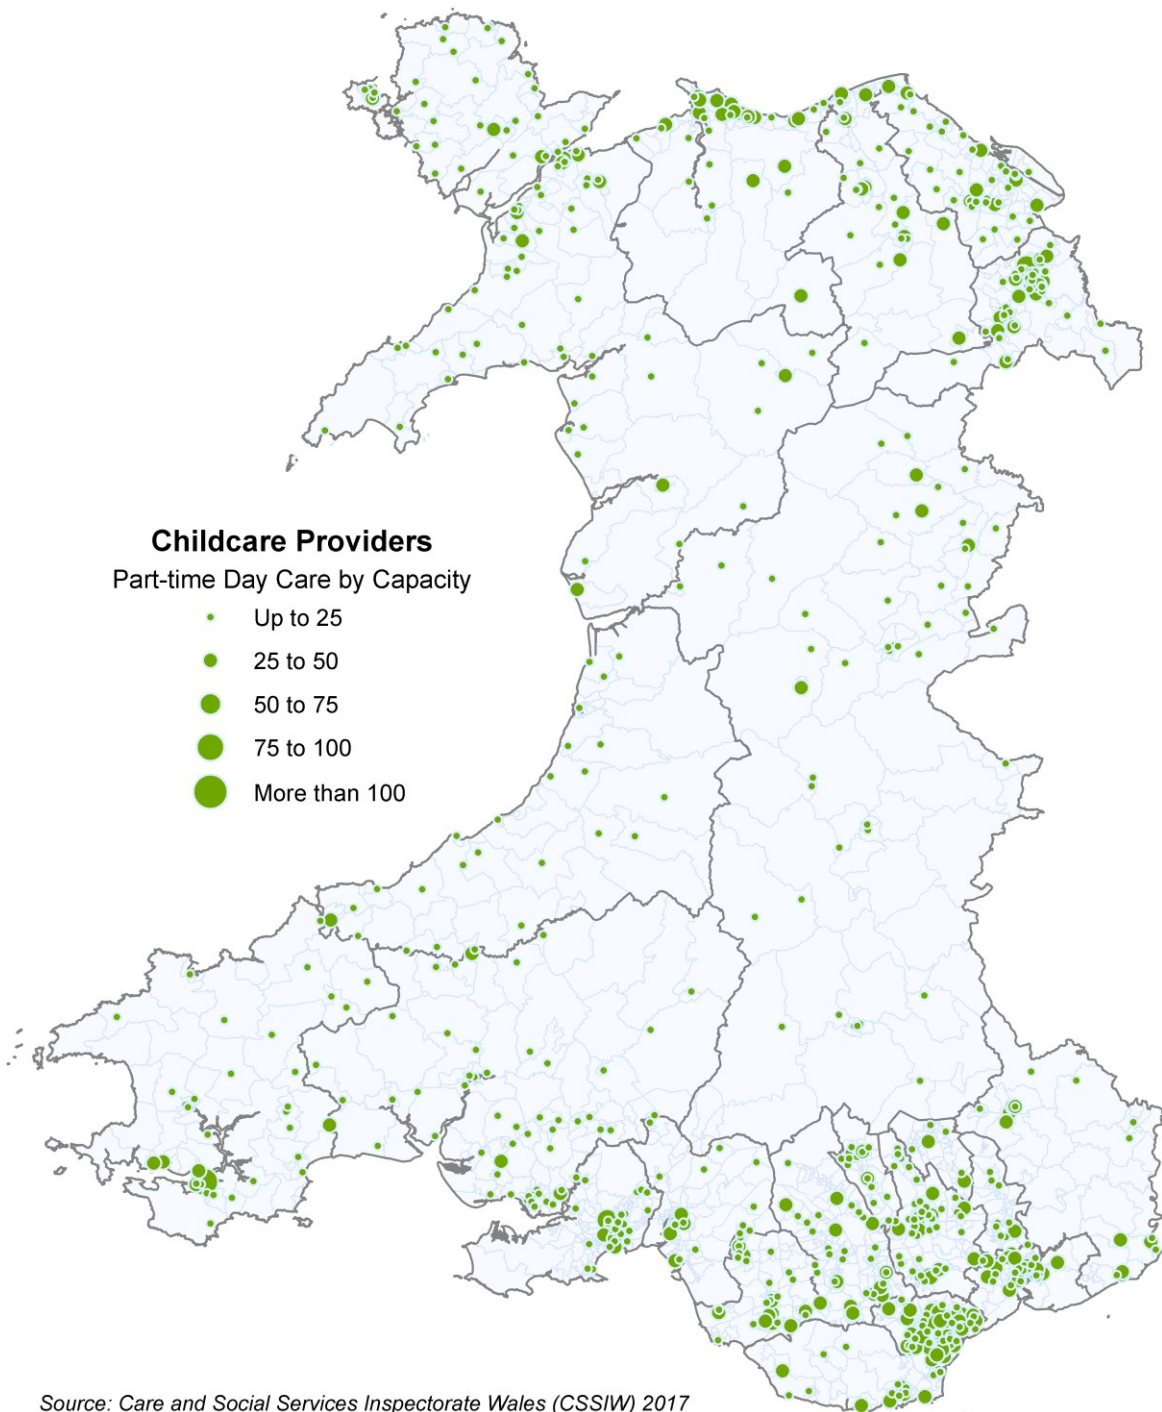 Childcare Providers
Part-time Day Care by Capacity
Up to 25
25 to 50
50 to 75
75 to 100
More than 100
Source: Care and Social Services Inspectorate Wales (CSSIW) 2017